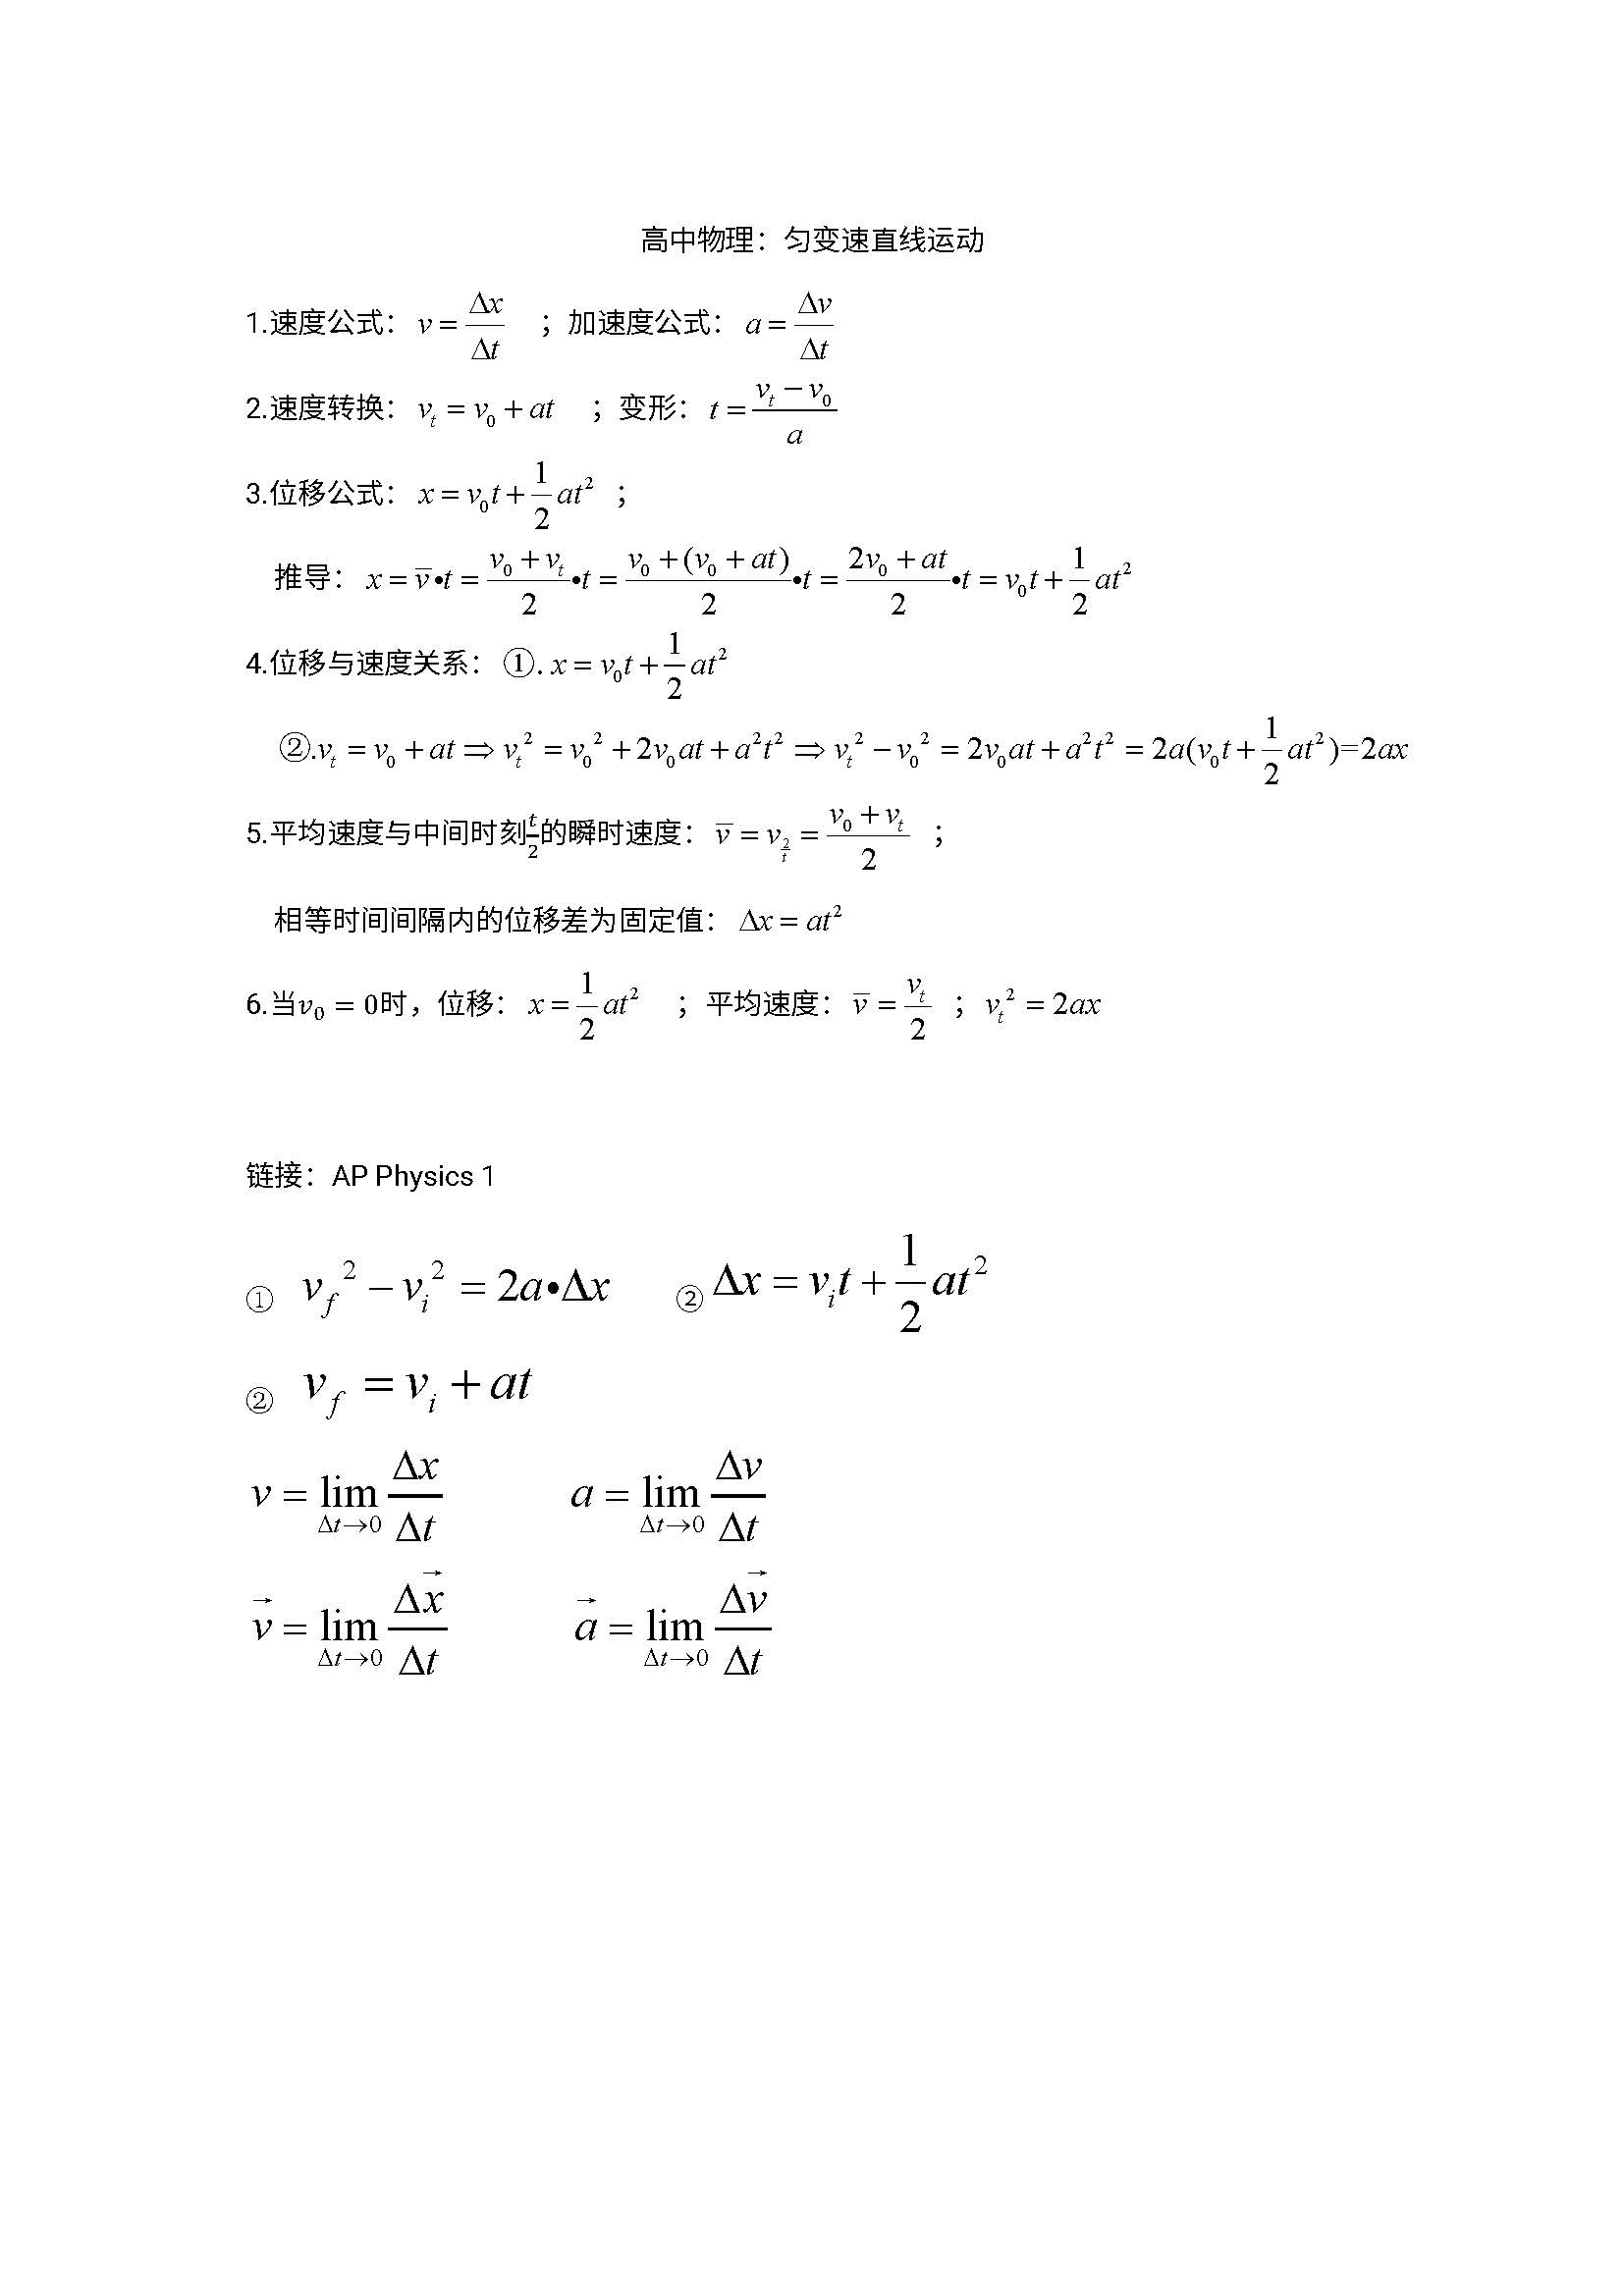 高中物理：匀变速直线运动
1.速度公式： $v=\frac{\Delta x}{\Delta t}$ ；加速度公式： $a=\frac{\Delta v}{\Delta t}$
2.速度转换： $v_t=v_0+at$ ；变形： $t=\frac{v_t-v_0}{a}$
3.位移公式： $x=v_0t+\frac{1}{2}at^2$ ；
推导： $x=\overline{v}\bullet t=\frac{v_0+v_t}{2}\bullet t=\frac{v_0+(v_0+at)}{2}\bullet t=\frac{2v_0+at}{2}\bullet t=v_0t+\frac{1}{2}at^2$
4.位移与速度关系： ①. $x=v_0t+\frac{1}{2}at^2$
②. $v_t=v_0+at\Rightarrow v_t^2=v_0^2+2v_0at+a^2t^2\Rightarrow v_t^2-v_0^2=2v_0at+a^2t^2=2a(v_0t+\frac{1}{2}at^2)=2ax$
5.平均速度与中间时刻 $\frac{t}{2}$ 的瞬时速度： $\overline{v}=v_{\frac{2}{t}}=\frac{v_0+v_t}{2}$ ；
相等时间间隔内的位移差为固定值： $\Delta x=at^2$
6.当 $v_0=0$ 时，位移： $x=\frac{1}{2}at^2$ ；平均速度： $\overline{v}=\frac{v_t}{2}$ ； $v_t^2=2ax$
链接：AP Physics 1
① $v_f^2-v_i^2=2a\bullet\Delta x$ ② $\Delta x=v_it+\frac{1}{2}at^2$
② $v_f=v_i+at$
$v=\lim_{\Delta t\to 0}\frac{\Delta x}{\Delta t}$ $a=\lim_{\Delta t\to 0}\frac{\Delta v}{\Delta t}$
$\vec{v}=\lim_{\Delta t\to 0}\frac{\Delta\vec{x}}{\Delta t}$ $\vec{a}=\lim_{\Delta t\to 0}\frac{\Delta\vec{v}}{\Delta t}$